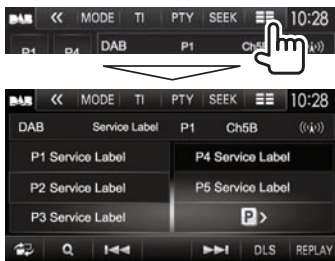 DAB « MODE TI PTY SEEK 10:28
P1 P4 DAB P1 Ch5B
DAB « MODE TI PTY SEEK 10:28
DAB Service Label P1 Ch5B
P1 Service Label P4 Service Label
P2 Service Label P5 Service Label
P3 Service Label P >
DLS REPLAY